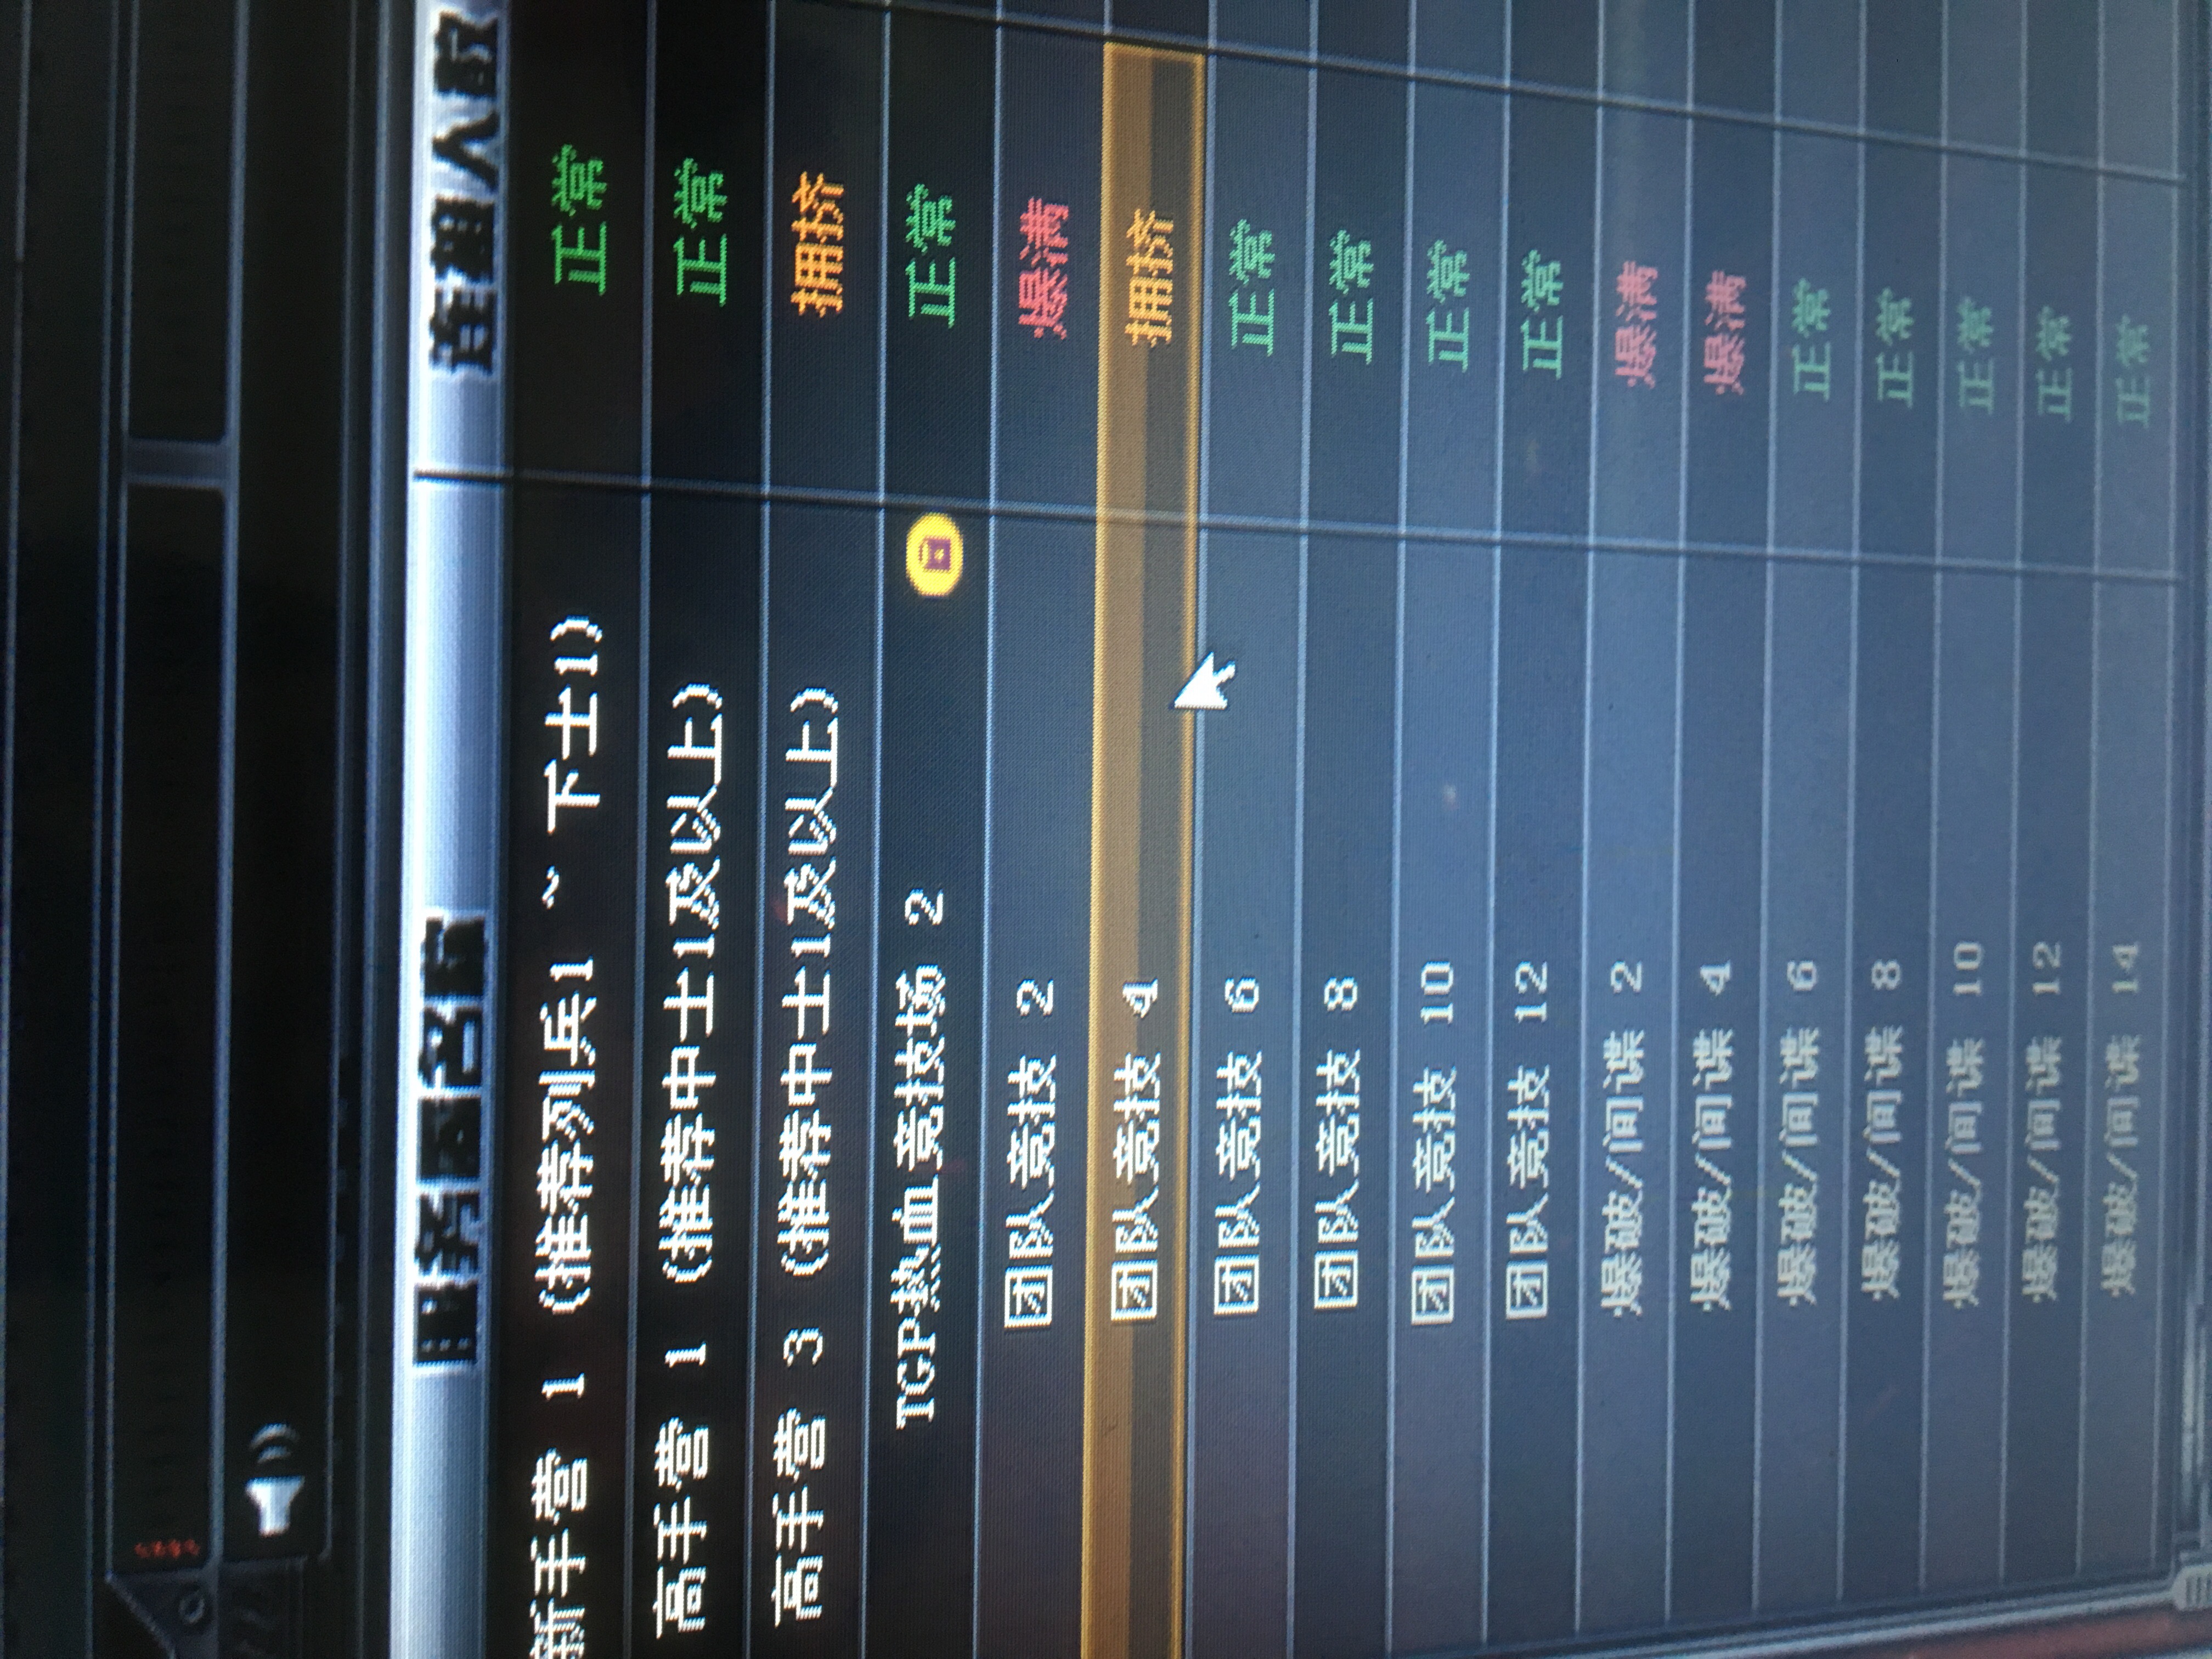 服务器名称 连接人数
新手营 1 (推荐列兵1 ~ 下士1) 正常
高手营 1 (推荐中士1及以上) 正常
高手营 3 (推荐中士1及以上) 拥挤
TGP热血竞技场 2 正常
团队竞技 2 爆满
团队竞技 4 拥挤
团队竞技 6 正常
团队竞技 8 正常
团队竞技 10 正常
团队竞技 12 正常
爆破/间谍 2 爆满
爆破/间谍 4 爆满
爆破/间谍 6 正常
爆破/间谍 8 正常
爆破/间谍 10 正常
爆破/间谍 12 正常
爆破/间谍 14 正常